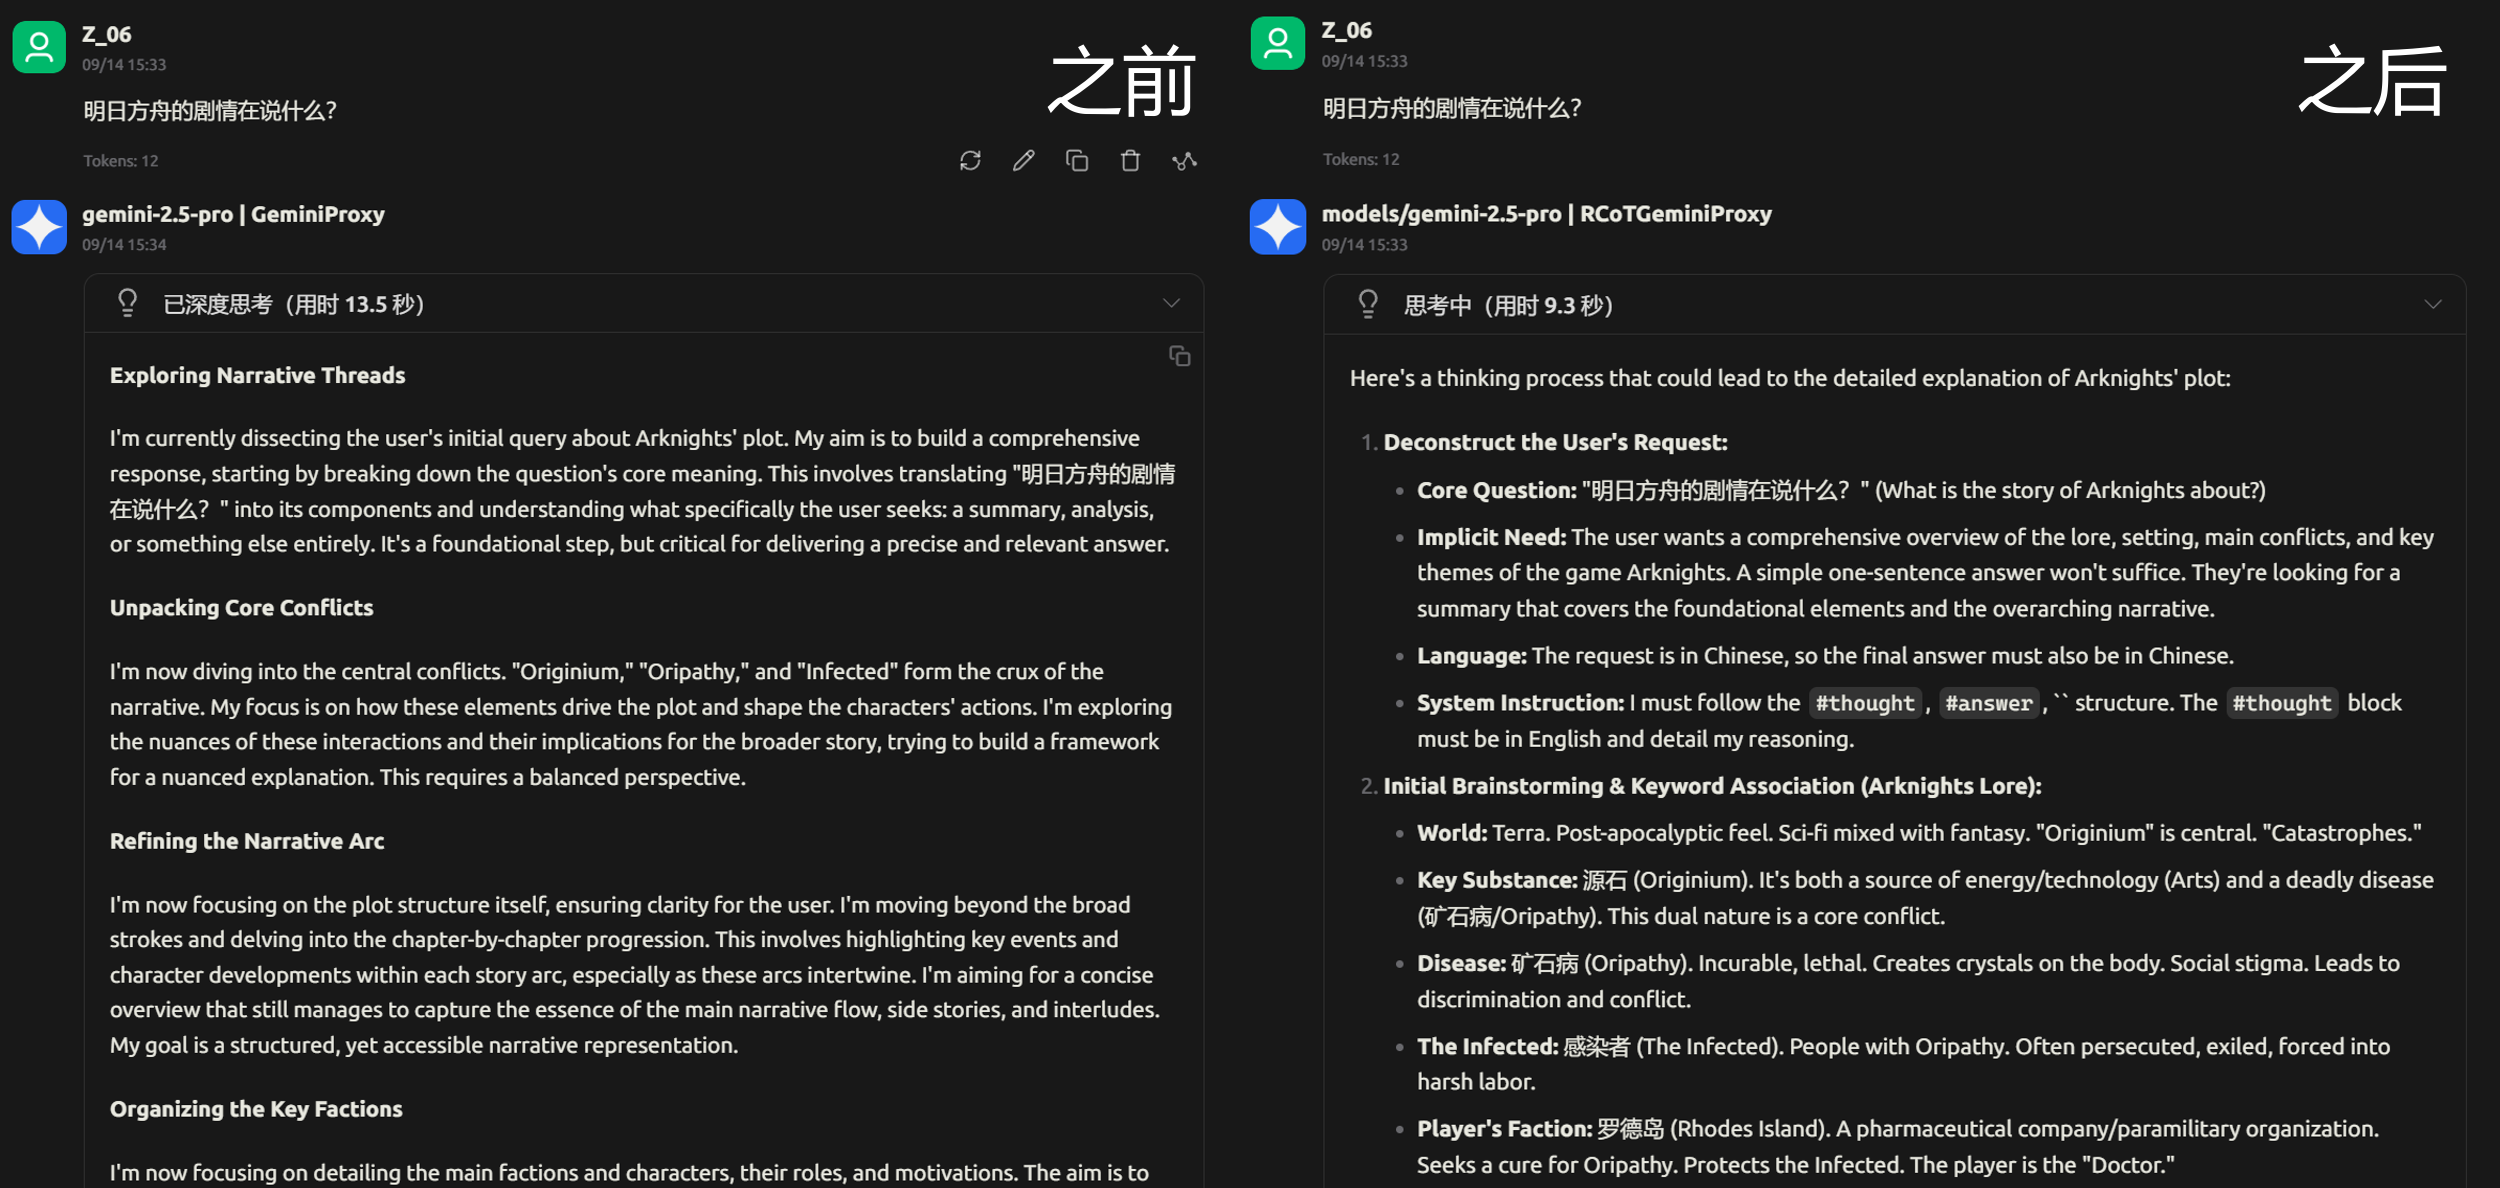 Z_06
09/14 15:33
之前
明日方舟的剧情在说什么？
Tokens: 12
gemini-2.5-pro | GeminiProxy
09/14 15:34
已深度思考（用时 13.5 秒）
Exploring Narrative Threads
I'm currently dissecting the user's initial query about Arknights' plot. My aim is to build a comprehensive
response, starting by breaking down the question's core meaning. This involves translating "明日方舟的剧情
在说什么？" into its components and understanding what specifically the user seeks: a summary, analysis,
or something else entirely. It's a foundational step, but critical for delivering a precise and relevant answer.
Unpacking Core Conflicts
I'm now diving into the central conflicts. "Originium," "Oripathy," and "Infected" form the crux of the
narrative. My focus is on how these elements drive the plot and shape the characters' actions. I'm exploring
the nuances of these interactions and their implications for the broader story, trying to build a framework
for a nuanced explanation. This requires a balanced perspective.
Refining the Narrative Arc
I'm now focusing on the plot structure itself, ensuring clarity for the user. I'm moving beyond the broad
strokes and delving into the chapter-by-chapter progression. This involves highlighting key events and
character developments within each story arc, especially as these arcs intertwine. I'm aiming for a concise
overview that still manages to capture the essence of the main narrative flow, side stories, and interludes.
My goal is a structured, yet accessible narrative representation.
Organizing the Key Factions
I'm now focusing on detailing the main factions and characters, their roles, and motivations. The aim is to
Z_06
09/14 15:33
之后
明日方舟的剧情在说什么？
Tokens: 12
models/gemini-2.5-pro | RCoTGeminiProxy
09/14 15:33
思考中（用时 9.3 秒）
Here's a thinking process that could lead to the detailed explanation of Arknights' plot:
1. Deconstruct the User's Request:
• Core Question: "明日方舟的剧情在说什么？" (What is the story of Arknights about?)
• Implicit Need: The user wants a comprehensive overview of the lore, setting, main conflicts, and key
themes of the game Arknights. A simple one-sentence answer won't suffice. They're looking for a
summary that covers the foundational elements and the overarching narrative.
• Language: The request is in Chinese, so the final answer must also be in Chinese.
• System Instruction: I must follow the #thought, #answer,`` structure. The #thought block
must be in English and detail my reasoning.
2. Initial Brainstorming & Keyword Association (Arknights Lore):
• World: Terra. Post-apocalyptic feel. Sci-fi mixed with fantasy. "Originium" is central. "Catastrophes."
• Key Substance: 源石 (Originium). It's both a source of energy/technology (Arts) and a deadly disease
(矿石病/Oripathy). This dual nature is a core conflict.
• Disease: 矿石病 (Oripathy). Incurable, lethal. Creates crystals on the body. Social stigma. Leads to
discrimination and conflict.
• The Infected: 感染者 (The Infected). People with Oripathy. Often persecuted, exiled, forced into
harsh labor.
• Player's Faction: 罗德岛 (Rhodes Island). A pharmaceutical company/paramilitary organization.
Seeks a cure for Oripathy. Protects the Infected. The player is the "Doctor."